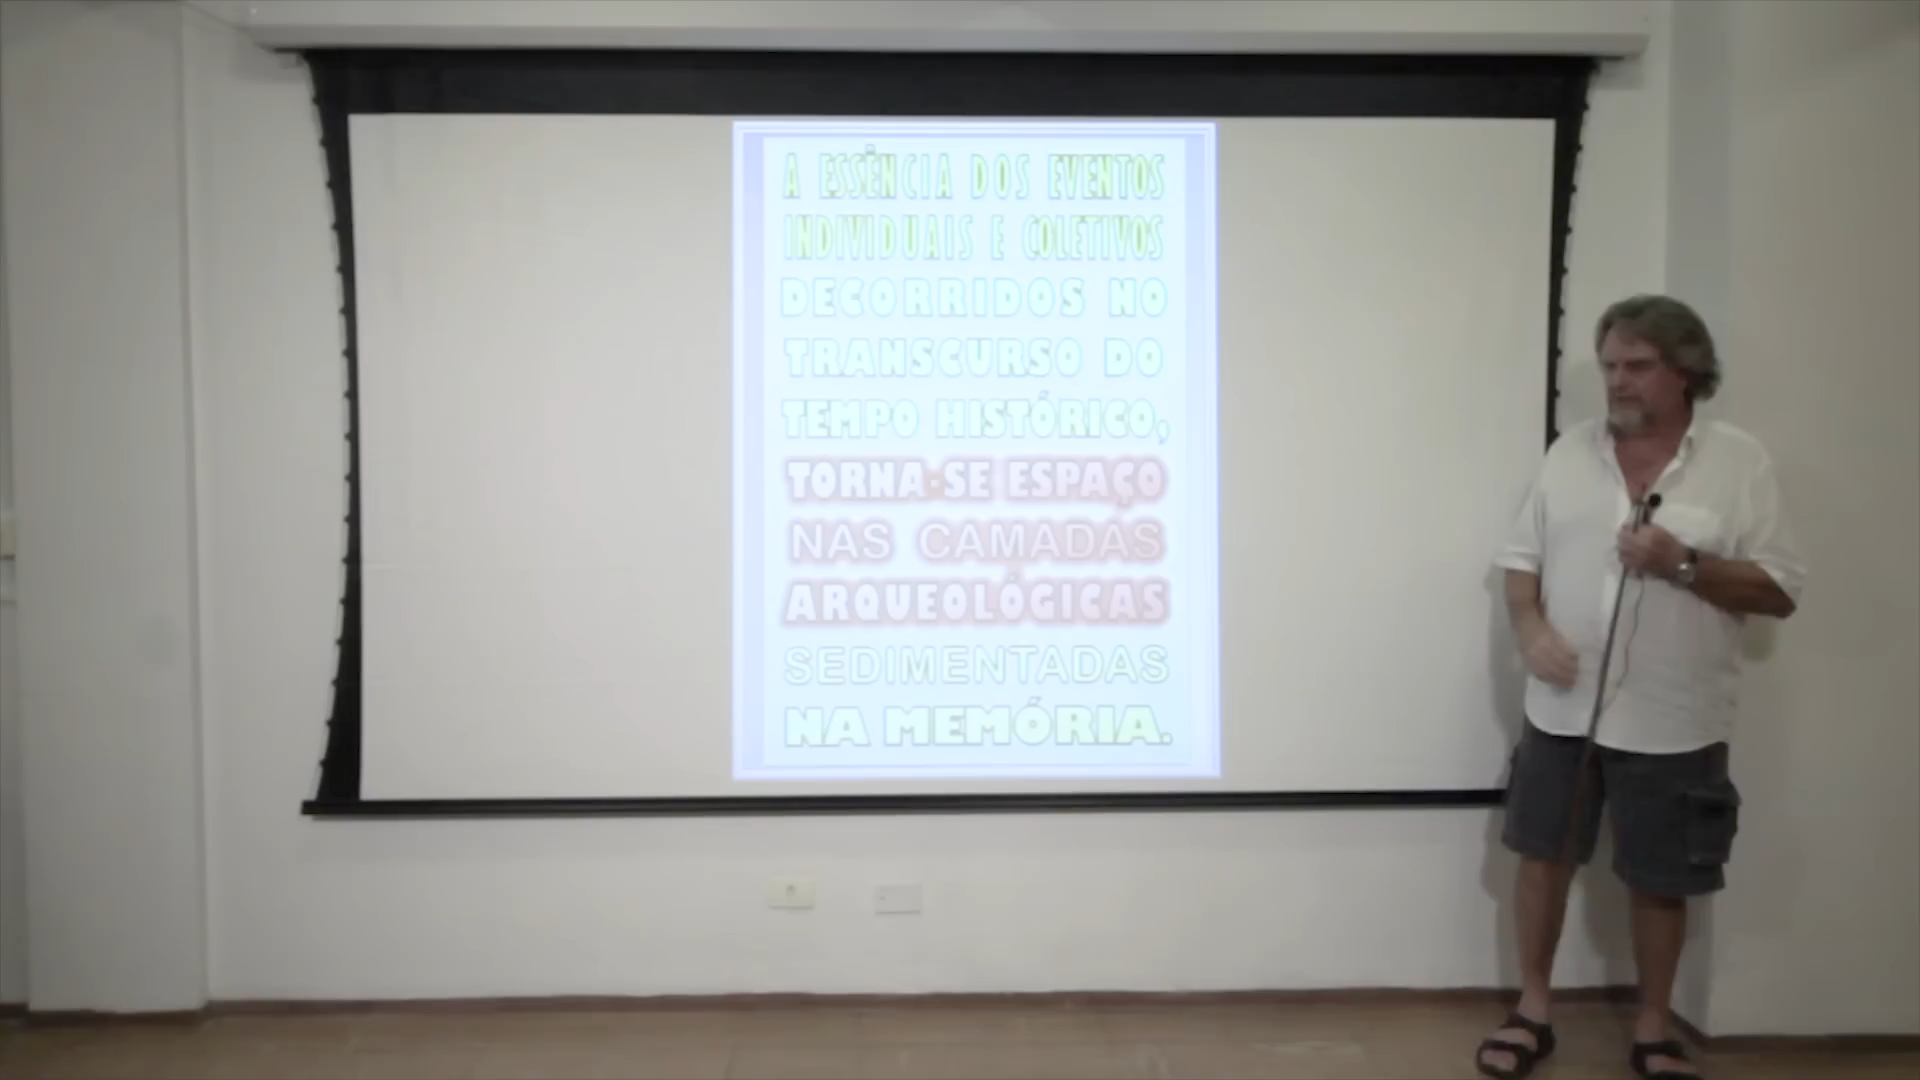 A ESSÊNCIA DOS EVENTOS
INDIVIDUAIS E COLETIVOS
DECORRIDOS NO
TRANSCURSO DO
TEMPO HISTÓRICO,
TORNA-SE ESPAÇO
NAS CAMADAS
ARQUEOLÓGICAS
SEDIMENTADAS
NA MEMÓRIA.